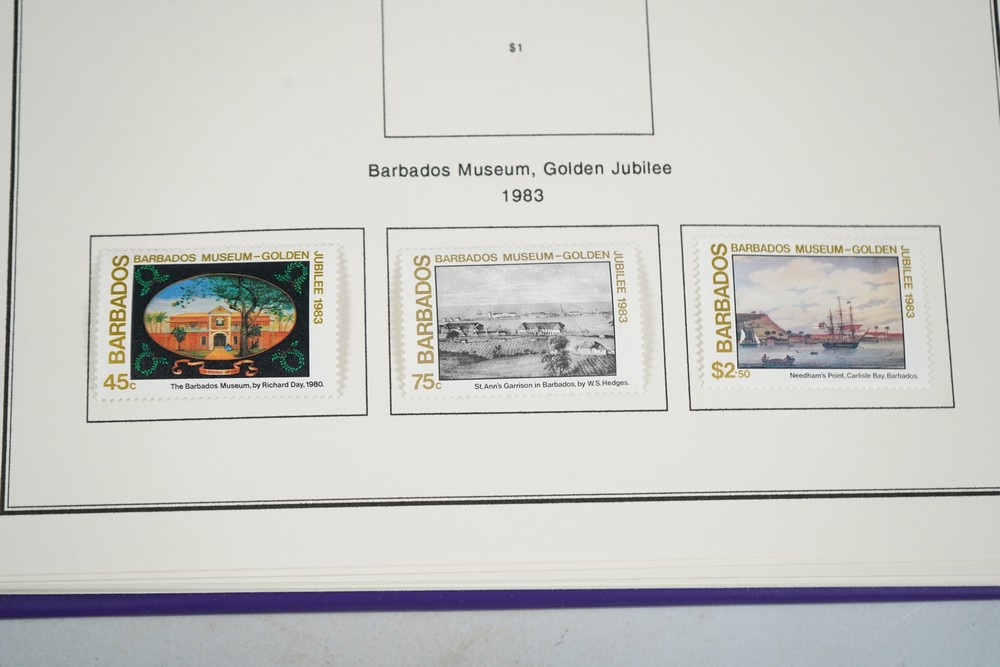 $1
Barbados Museum, Golden Jubilee
1983
BARBADOS MUSEUM–GOLDEN
JUBILEE 1983
BARBADOS
45c
The Barbados Museum, by Richard Day, 1980.
BARBADOS MUSEUM–GOLDEN
JUBILEE 1983
BARBADOS
75c
St. Ann's Garrison in Barbados, by W.S. Hedges.
BARBADOS MUSEUM–GOLDEN
JUBILEE 1983
BARBADOS
$2.50
Needham's Point, Carlisle Bay, Barbados.